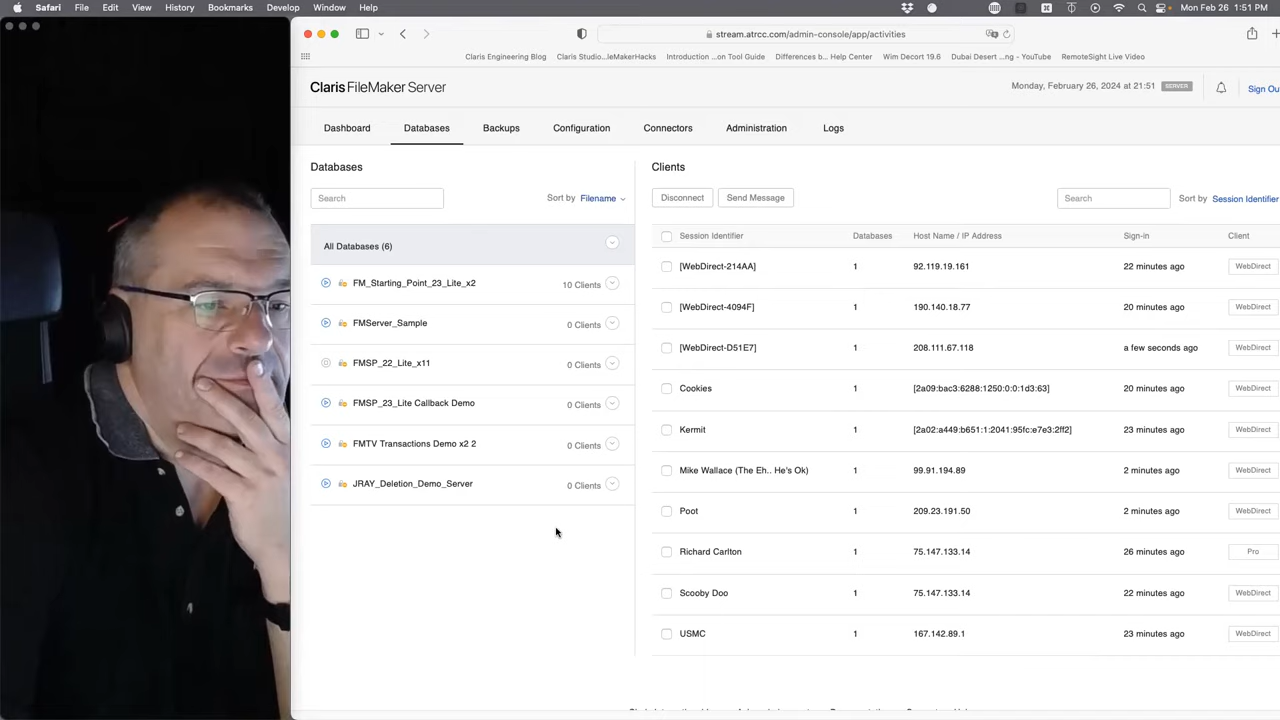 Safari File Edit View History Bookmarks Develop Window Help Mon Feb 26 1:51 PM
stream.atrcc.com/admin-console/app/activities
Claris Engineering Blog Claris Studio...leMakerHacks Introduction ...on Tool Guide Differences b... Help Center Wim Decort 19.6 Dubai Desert ...ng - YouTube RemoteSight Live Video
Claris FileMaker Server Monday, February 26, 2024 at 21:51 SERVER Sign Ou
Dashboard Databases Backups Configuration Connectors Administration Logs
Databases Clients
Search Sort by Filename Disconnect Send Message Search Sort by Session Identifier
Session Identifier Databases Host Name / IP Address Sign-in Client
All Databases (6)
[WebDirect-214AA] 1 92.119.19.161 22 minutes ago WebDirect
FM_Starting_Point_23_Lite_x2 10 Clients
[WebDirect-4094F] 1 190.140.18.77 20 minutes ago WebDirect
FMServer_Sample 0 Clients
[WebDirect-D51E7] 1 208.111.67.118 a few seconds ago WebDirect
FMSP_22_Lite_x11
Cookies 1 [2a09:bac3:6288:1250:0:0:1d3:63] 20 minutes ago WebDirect
FMSP_23_Lite Callback Demo 0 Clients
Kermit 1 [2a02:a449:b651:1:2041:95fc:e7e3:2ff2] 23 minutes ago WebDirect
FMTV Transactions Demo x2 2 0 Clients
Mike Wallace (The Eh.. He's Ok) 1 99.91.194.89 2 minutes ago WebDirect
JRAY_Deletion_Demo_Server 0 Clients
Poot 1 209.23.191.50 2 minutes ago WebDirect
Richard Carlton 1 75.147.133.14 26 minutes ago Pro
Scooby Doo 1 75.147.133.14 22 minutes ago WebDirect
USMC 1 167.142.89.1 23 minutes ago WebDirect